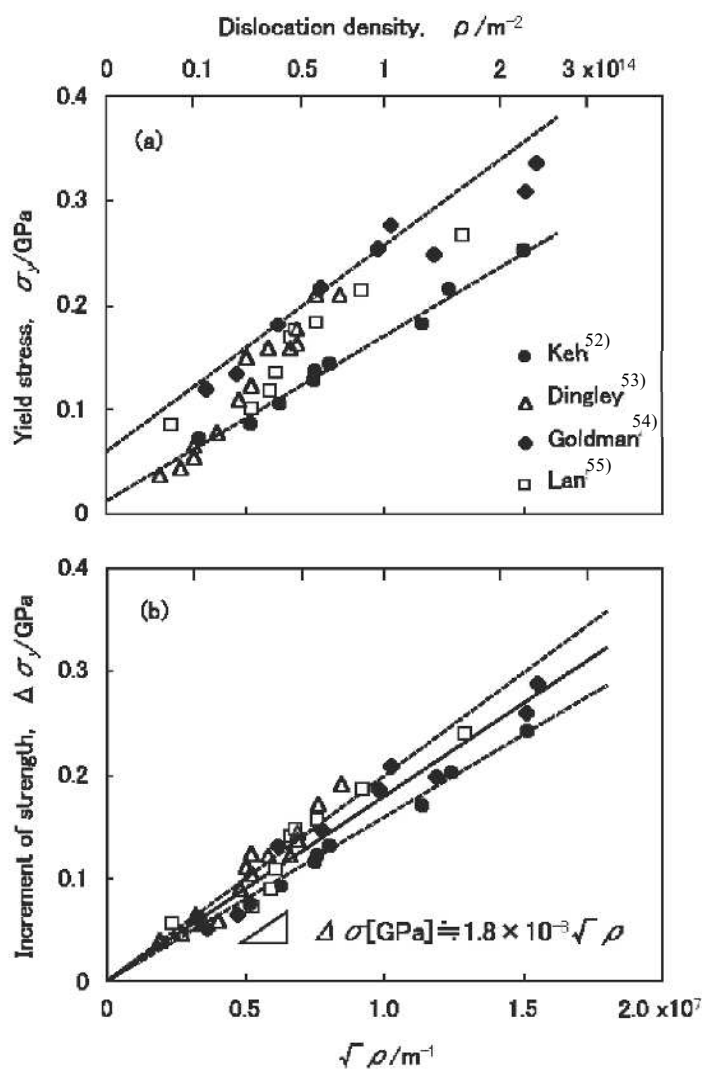 Dislocation density, ρ/m⁻²
0 0.1 0.5 1 2 3 x10¹⁴
0.4
(a)
0.3
0.2
0.1
0
Yield stress, σy/GPa
Keh⁵²⁾
Dingley⁵³⁾
Goldman⁵⁴⁾
Lan⁵⁵⁾
0.4
(b)
0.3
0.2
0.1
0
Increment of strength, Δσy/GPa
Δσ[GPa]≒1.8×10⁻⁸√ρ
0 0.5 1.0 1.5 2.0 x10⁷
√ρ/m⁻¹